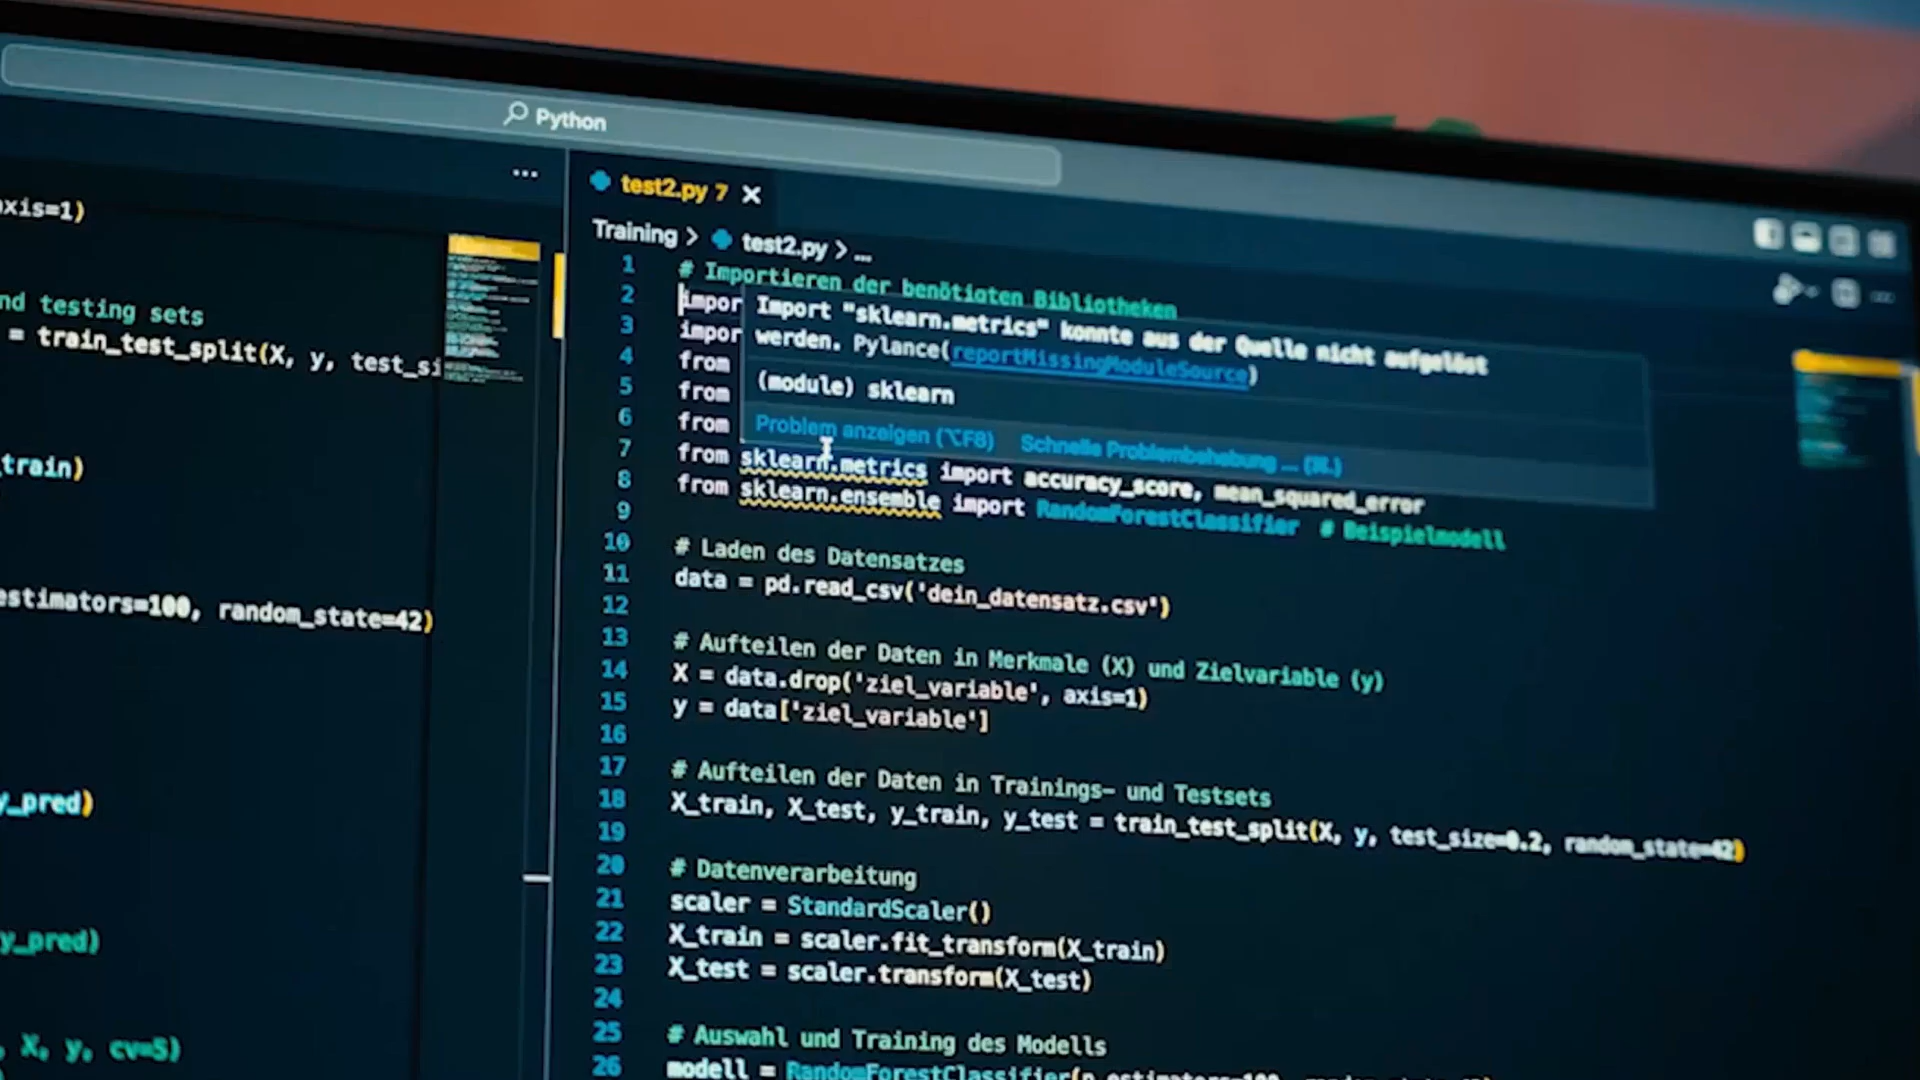 Python
...
axis=1)
nd testing sets
= train_test_split(X, y, test_si
train)
estimators=100, random_state=42)
y_pred)
y_pred)
, X, y, cv=5)
test2.py 7 ×
Training > test2.py > ...
1 # Importieren der benötigten Bibliotheken
2 impor
3 impor
4 from
5 from
6 from
Import "sklearn.metrics" konnte aus der Quelle nicht aufgelöst
werden. Pylance(reportMissingModuleSource)
(module) sklearn
Problem anzeigen (⌥F8) Schnelle Problembehebung ... (⌘.)
7 from sklearn.metrics import accuracy_score, mean_squared_error
8 from sklearn.ensemble import RandomForestClassifier # Beispielmodell
9
10 # Laden des Datensatzes
11 data = pd.read_csv('dein_datensatz.csv')
12
13 # Aufteilen der Daten in Merkmale (X) und Zielvariable (y)
14 X = data.drop('ziel_variable', axis=1)
15 y = data['ziel_variable']
16
17 # Aufteilen der Daten in Trainings- und Testsets
18 X_train, X_test, y_train, y_test = train_test_split(X, y, test_size=0.2, random_state=42)
19
20 # Datenverarbeitung
21 scaler = StandardScaler()
22 X_train = scaler.fit_transform(X_train)
23 X_test = scaler.transform(X_test)
24
25 # Auswahl und Training des Modells
26 modell = RandomForestClassifier(n_estimators=100,